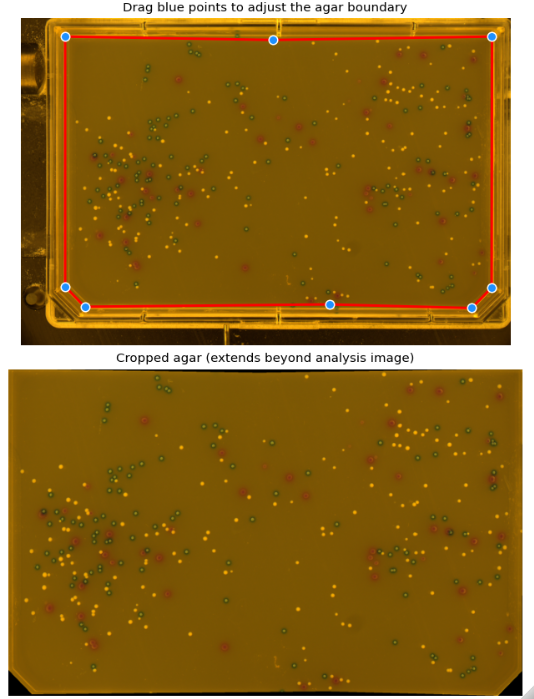 Drag blue points to adjust the agar boundary
Cropped agar (extends beyond analysis image)